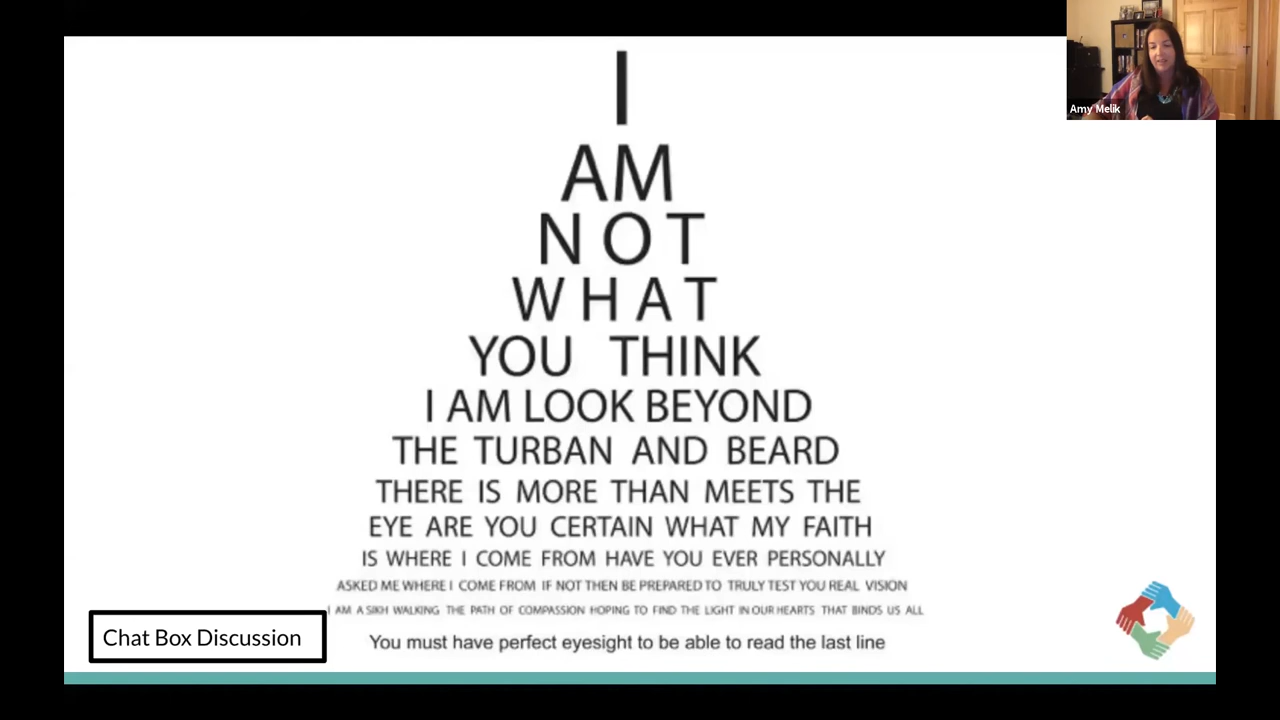 Amy Melik
I
AM
NOT
WHAT
YOU THINK
I AM LOOK BEYOND
THE TURBAN AND BEARD
THERE IS MORE THAN MEETS THE
EYE ARE YOU CERTAIN WHAT MY FAITH
IS WHERE I COME FROM HAVE YOU EVER PERSONALLY
ASKED ME WHERE I COME FROM IF NOT THEN BE PREPARED TO TRULY TEST YOU REAL VISION
I AM A SIKH WALKING THE PATH OF COMPASSION HOPING TO FIND THE LIGHT IN OUR HEARTS THAT BINDS US ALL
Chat Box Discussion
You must have perfect eyesight to be able to read the last line